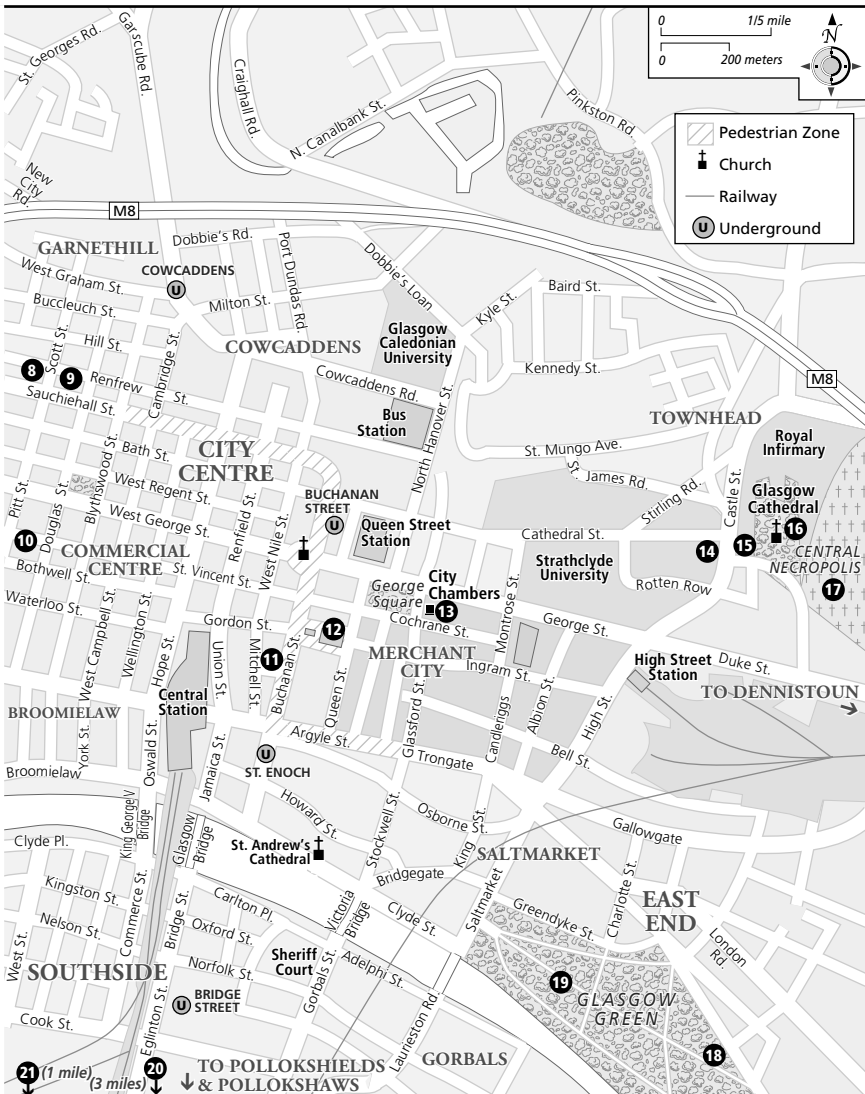 0 1/5 mile
0 200 meters
N
Pedestrian Zone
Church
Railway
U Underground
St. Georges Rd.
Garscube Rd.
Craighall Rd.
N. Canalbank St.
Pinkston Rd.
New
City
Rd.
M8
GARNETHILL
Dobbie's Rd.
Port Dundas Rd.
Dobbie's Loan
COWCADDENS
U
West Graham St.
Buccleuch St.
Milton St.
Kyle St.
Baird St.
Hill St.
Scott St.
Cambridge St.
COWCADDENS
Glasgow
Caledonian
University
Kennedy St.
M8
8
9
Renfrew St.
Cowcaddens Rd.
Sauchiehall St.
Bus
Station
North Hanover St.
TOWNHEAD
Royal
Infirmary
Bath St.
CITY
CENTRE
St. Mungo Ave.
St. James Rd.
Stirling Rd.
Castle St.
Glasgow
Cathedral
16
Pitt St.
Douglas St.
Blythswood St.
West Regent St.
West George St.
Renfield St.
West Nile St.
BUCHANAN
STREET
U
Queen Street
Station
Cathedral St.
10
COMMERCIAL
CENTRE
St. Vincent St.
Strathclyde
University
14
15
CENTRAL
NECROPOLIS
17
Rotten Row
Bothwell St.
Waterloo St.
George
Square
City
Chambers
13
Montrose St.
George St.
Gordon St.
12
Cochrane St.
MERCHANT
CITY
Ingram St.
High Street
Station
Duke St.
TO DENNISTOUN
West Campbell St.
Wellington St.
Hope St.
Union St.
Mitchell St.
11
Buchanan St.
Queen St.
Glassford St.
Candleriggs
Albion St.
High St.
Central
Station
BROOMIELAW
York St.
Oswald St.
Argyle St.
Trongate
Bell St.
U
ST. ENOCH
Broomielaw
Jamaica St.
Howard St.
Stockwell St.
Osborne St.
King St.
Gallowgate
Clyde Pl.
King George V
Bridge
Glasgow
Bridge
St. Andrew's
Cathedral
Bridgegate
SALTMARKET
Saltmarket
Charlotte St.
EAST
END
London
Rd.
Kingston St.
Nelson St.
Commerce St.
Bridge St.
Carlton Pl.
Oxford St.
Victoria
Bridge
Clyde St.
Greendyke St.
West St.
SOUTHSIDE
Norfolk St.
Sheriff
Court
Gorbals St.
Adelphi St.
19
GLASGOW
GREEN
U
BRIDGE
STREET
Cook St.
Eglinton St.
Laurieston Rd.
GORBALS
18
21 (1 mile)
(3 miles) 20
TO POLLOKSHIELDS
& POLLOKSHAWS